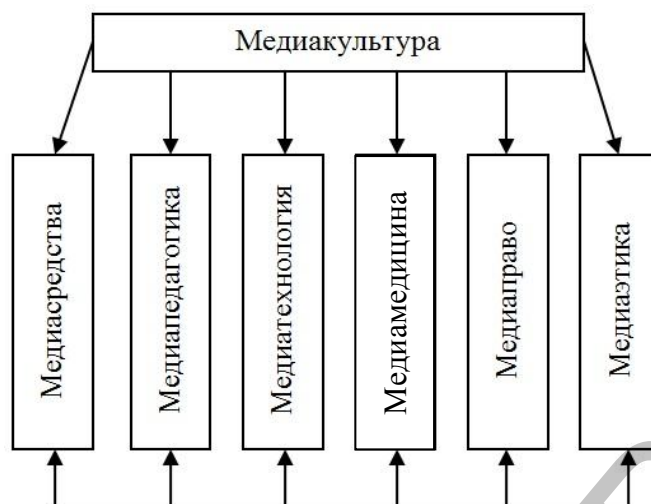 Медиакультура
Медиасредства
Медиапедагогика
Медиатехнология
Медиамедицина
Медиаправо
Медиаэтика